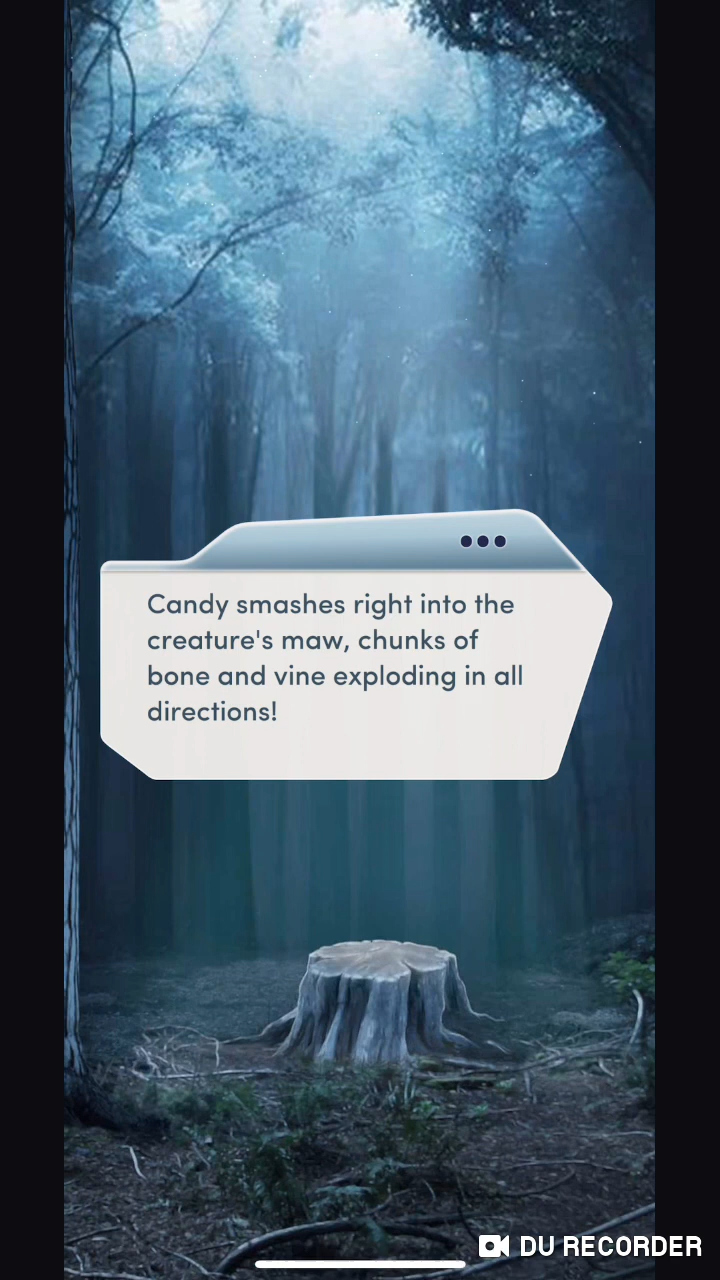 Candy smashes right into the
creature's maw, chunks of
bone and vine exploding in all
directions!
DU RECORDER